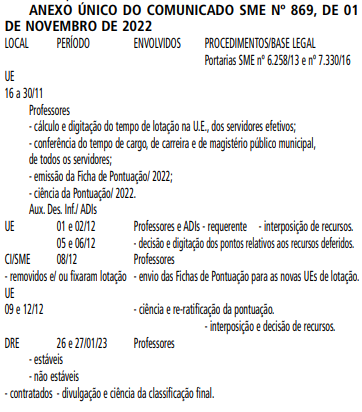 ANEXO ÚNICO DO COMUNICADO SME Nº 869, DE 01
DE NOVEMBRO DE 2022
LOCAL PERÍODO ENVOLVIDOS PROCEDIMENTOS/BASE LEGAL
Portarias SME nº 6.258/13 e nº 7.330/16
UE
16 a 30/11
Professores
- cálculo e digitação do tempo de lotação na U.E., dos servidores efetivos;
- conferência do tempo de cargo, de carreira e de magistério público municipal,
de todos os servidores;
- emissão da Ficha de Pontuação/ 2022;
- ciência da Pontuação/ 2022.
Aux. Des. Inf./ ADIs
UE 01 e 02/12 Professores e ADIs - requerente - interposição de recursos.
05 e 06/12 - decisão e digitação dos pontos relativos aos recursos deferidos.
CI/SME 08/12 Professores
- removidos e/ ou fixaram lotação - envio das Fichas de Pontuação para as novas UEs de lotação.
UE
09 e 12/12 - ciência e re-ratificação da pontuação.
- interposição e decisão de recursos.
DRE 26 e 27/01/23 Professores
- estáveis
- não estáveis
- contratados - divulgação e ciência da classificação final.